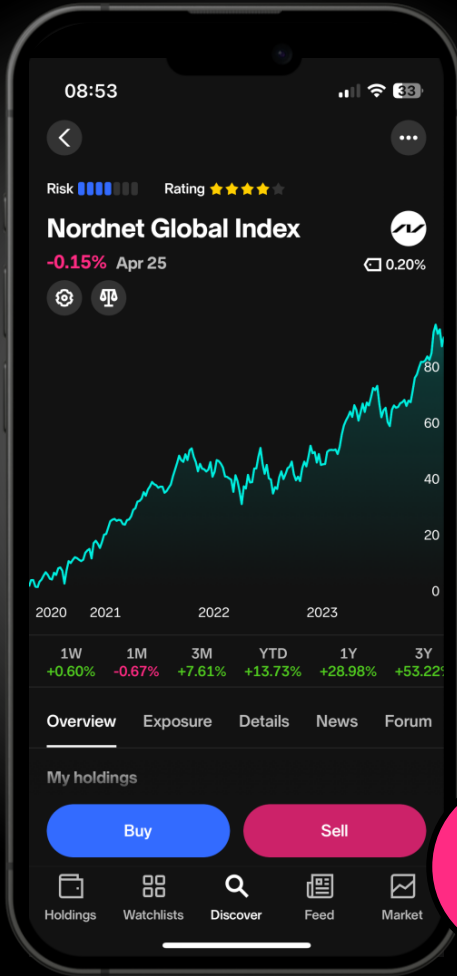 08:53 33
Risk Rating
Nordnet Global Index
-0.15% Apr 25 0.20%
80
60
40
20
0
2020 2021 2022 2023
1W 1M 3M YTD 1Y 3Y
+0.60% -0.67% +7.61% +13.73% +28.98% +53.22
Overview Exposure Details News Forum
My holdings
Buy Sell
Holdings Watchlists Discover Feed Market